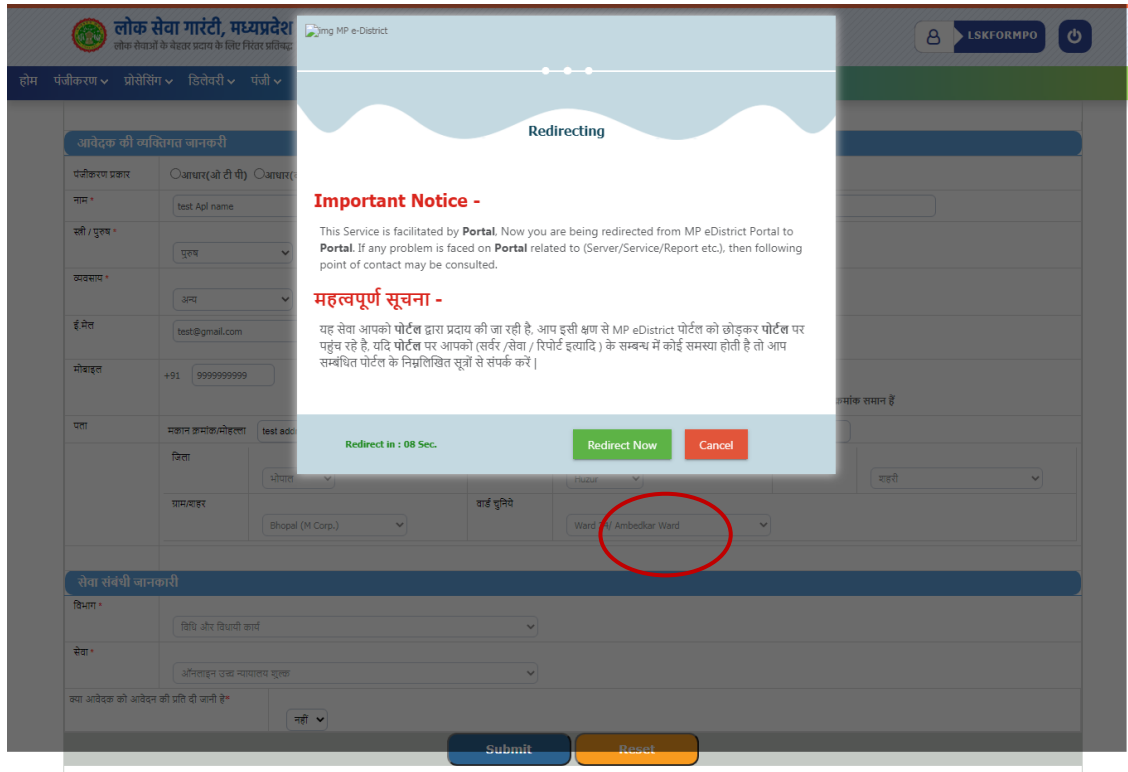 लोक सेवा गारंटी, मध्यप्रदेश
लोक सेवाओं के बेहतर प्रदाय के लिए निरंतर प्रतिबद्ध
img MP e-District
LSKFORMPO
होम पंजीकरण प्रोसेसिंग डिलेवरी पंजी
Redirecting
आवेदक की व्यक्तिगत जानकरी
पंजीकरण प्रकार आधार(ओ टी पी) आधार(
नाम * test Apl name
Important Notice -
This Service is facilitated by Portal, Now you are being redirected from MP eDistrict Portal to
Portal. If any problem is faced on Portal related to (Server/Service/Report etc.), then following
point of contact may be consulted.
स्त्री / पुरुष *
पुरुष
व्यवसाय *
अन्य
महत्वपूर्ण सूचना -
यह सेवा आपको पोर्टल द्वारा प्रदाय की जा रही है, आप इसी क्षण से MP eDistrict पोर्टल को छोड़कर पोर्टल पर
पहुंच रहे है, यदि पोर्टल पर आपको (सर्वर /सेवा / रिपोर्ट इत्यादि ) के सम्बन्ध में कोई समस्या होती है तो आप
सम्बंधित पोर्टल के निम्नलिखित सूत्रों से संपर्क करें |
ई.मेल test@gmail.com
मोबाइल +91 9999999999
समान हैं
पता मकान क्रमांक/मोहल्ला test add
Redirect in : 08 Sec. Redirect Now Cancel
जिला
भोपाल Huzur शहरी
ग्राम/शहर वार्ड चुनिये
Bhopal (M Corp.) Ward Ambedkar Ward
सेवा संबंधी जानकारी
विभाग *
विधि और विधायी कार्य
सेवा *
ऑनलाइन उच्च न्यायालय शुल्क
क्या आवेदक को आवेदन की प्रति दी जानी है*
नहीं
Submit Reset